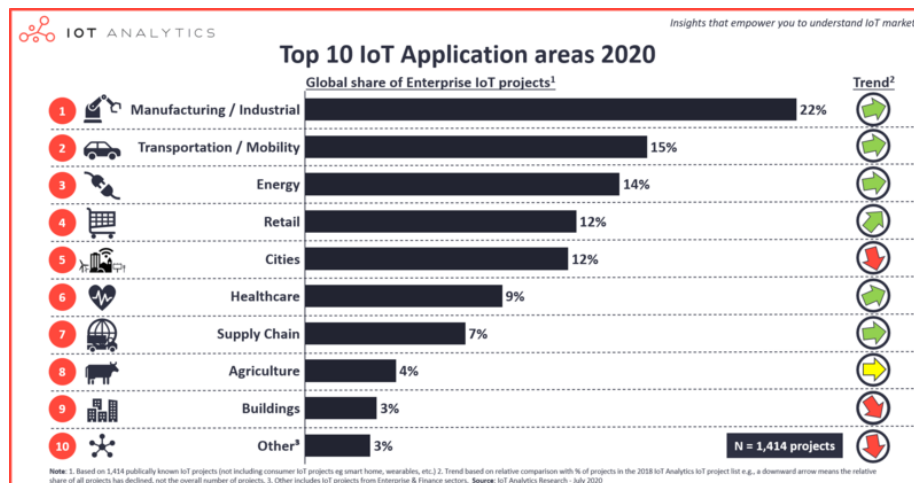 IOT ANALYTICS
Insights that empower you to understand IoT market
Top 10 IoT Application areas 2020
Global share of Enterprise IoT projects¹
Trend²
1 Manufacturing / Industrial 22%
2 Transportation / Mobility 15%
3 Energy 14%
4 Retail 12%
5 Cities 12%
6 Healthcare 9%
7 Supply Chain 7%
8 Agriculture 4%
9 Buildings 3%
10 Other³ 3%
N = 1,414 projects
Note: 1. Based on 1,414 publically known IoT projects (not including consumer IoT projects eg smart home, wearables, etc.) 2. Trend based on relative comparison with % of projects in the 2018 IoT Analytics IoT project list e.g., a downward arrow means the relative
share of all projects has declined, not the overall number of projects. 3. Other includes IoT projects from Enterprise & Finance sectors. Source: IoT Analytics Research - July 2020